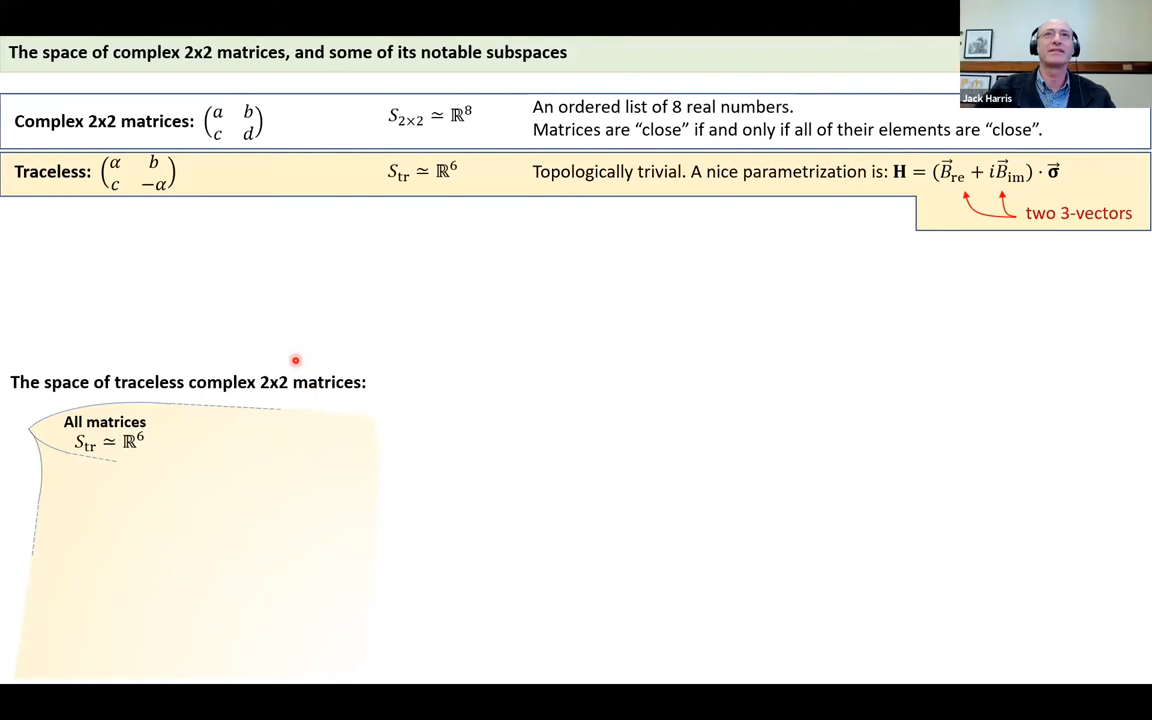 The space of complex 2x2 matrices, and some of its notable subspaces
Jack Harris
Complex 2x2 matrices: (a b
c d)
S₂ₓ₂ ≃ ℝ⁸
An ordered list of 8 real numbers.
Matrices are “close” if and only if all of their elements are “close”.
Traceless: (α b
c −α)
Sₜᵣ ≃ ℝ⁶
Topologically trivial. A nice parametrization is: H = (B⃗re + iB⃗im) · σ⃗
two 3-vectors
The space of traceless complex 2x2 matrices:
All matrices
Sₜᵣ ≃ ℝ⁶